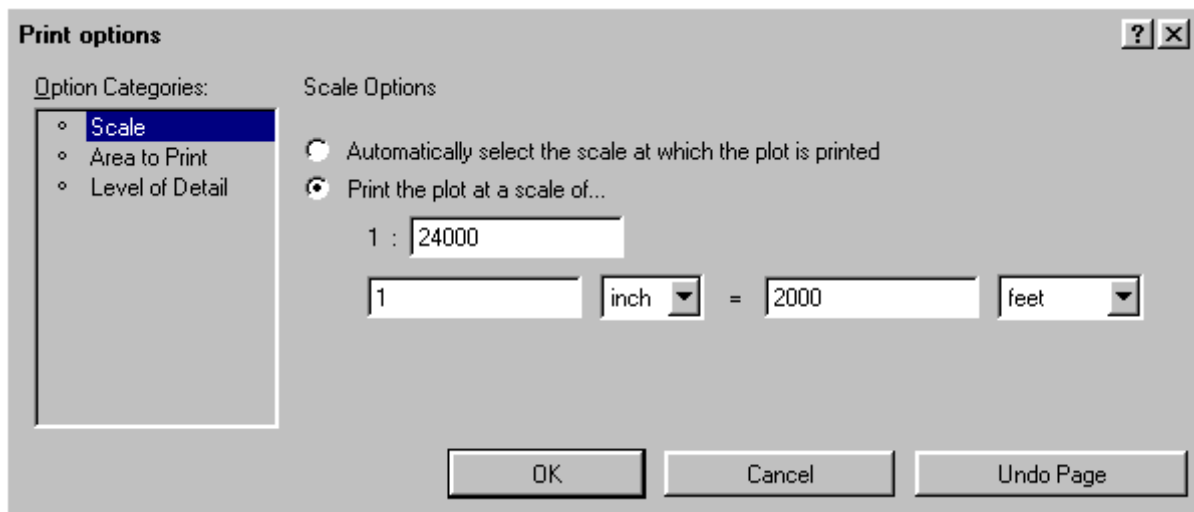 Print options
? X
Option Categories:
Scale
Area to Print
Level of Detail
Scale Options
Automatically select the scale at which the plot is printed
Print the plot at a scale of...
1 : 24000
1 inch = 2000 feet
OK Cancel Undo Page